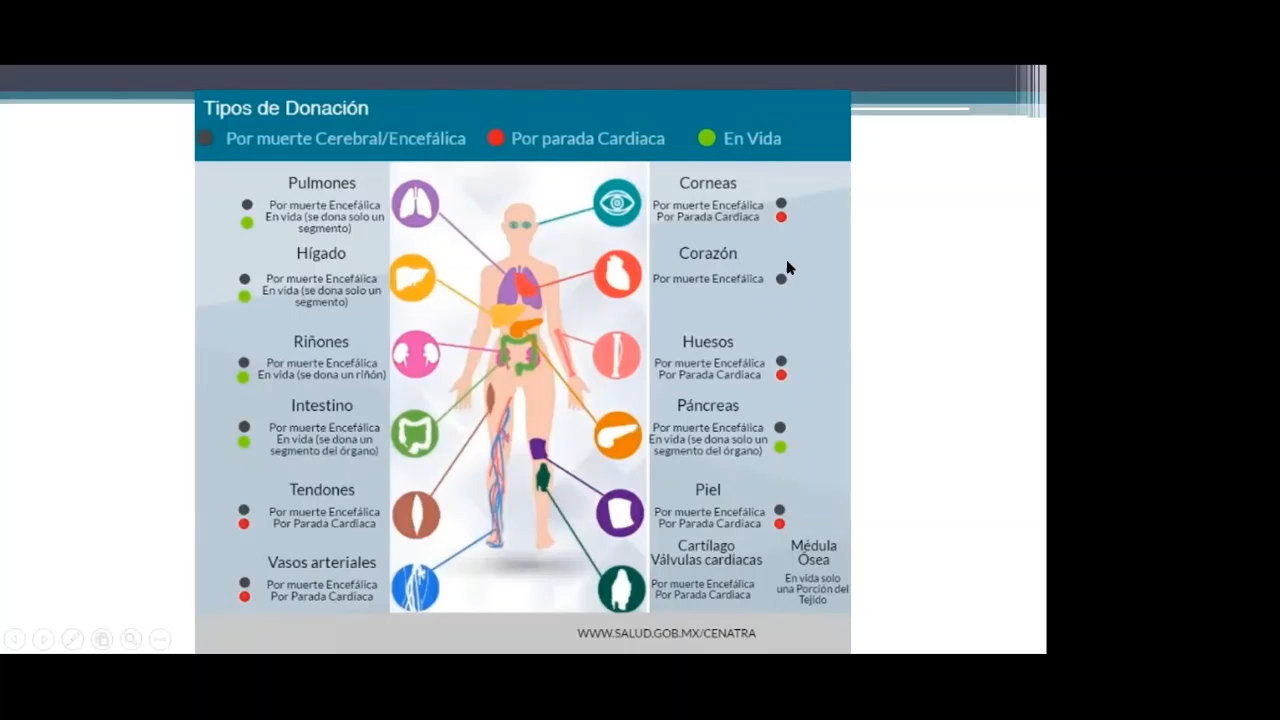 Tipos de Donación
Por muerte Cerebral/Encefálica
Por parada Cardiaca
En Vida
Pulmones
Por muerte Encefálica
En vida (se dona solo un
segmento)
Hígado
Por muerte Encefálica
En vida (se dona solo un
segmento)
Riñones
Por muerte Encefálica
En vida (se dona un riñón)
Intestino
Por muerte Encefálica
En vida (se dona un
segmento del órgano)
Tendones
Por muerte Encefálica
Por Parada Cardiaca
Vasos arteriales
Por muerte Encefálica
Por Parada Cardiaca
Corneas
Por muerte Encefálica
Por Parada Cardiaca
Corazón
Por muerte Encefálica
Huesos
Por muerte Encefálica
Por Parada Cardiaca
Páncreas
Por muerte Encefálica
En vida (se dona solo un
segmento del órgano)
Piel
Por muerte Encefálica
Por Parada Cardiaca
Cartílago
Válvulas cardiacas
Por muerte Encefálica
Por Parada Cardiaca
Médula
Ósea
En vida solo
una Porción del
Tejido
WWW.SALUD.GOB.MX/CENATRA